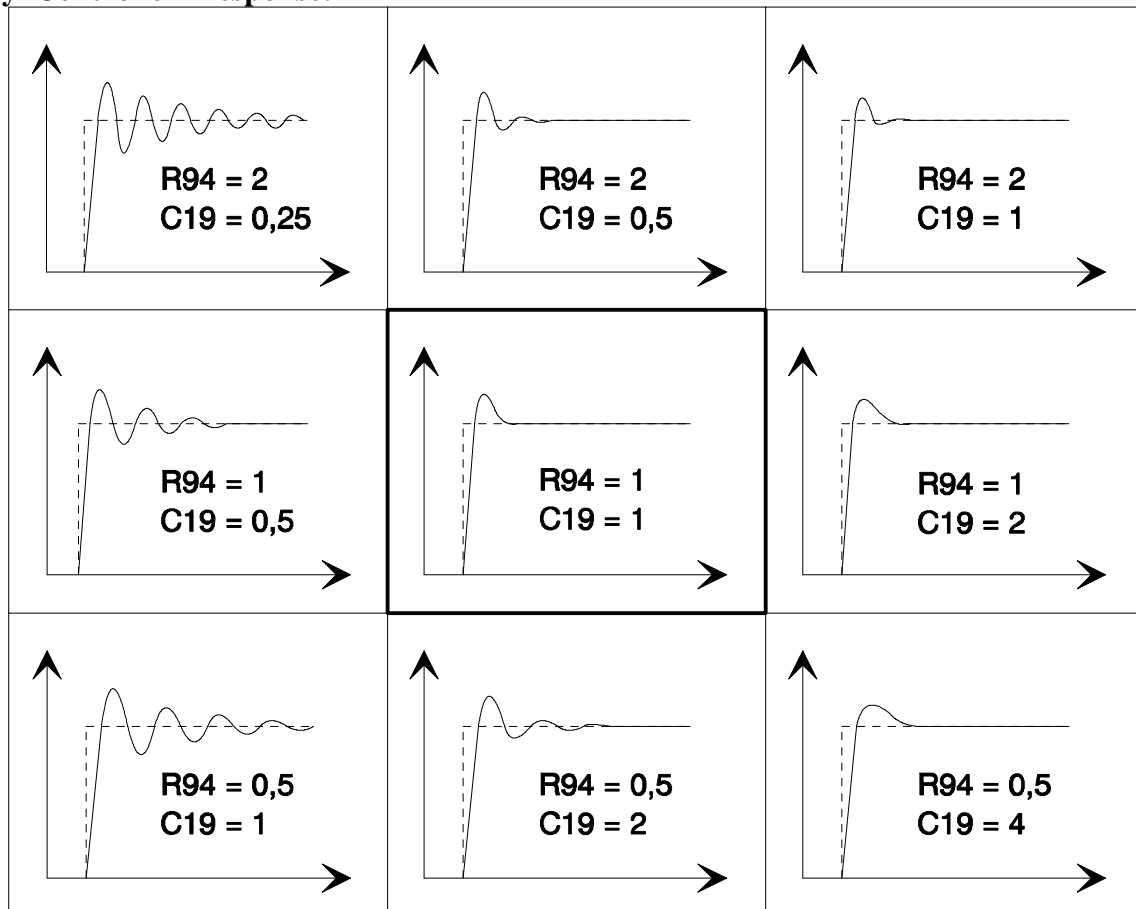 R94 = 2
C19 = 0,25
R94 = 2
C19 = 0,5
R94 = 2
C19 = 1
R94 = 1
C19 = 0,5
R94 = 1
C19 = 1
R94 = 1
C19 = 2
R94 = 0,5
C19 = 1
R94 = 0,5
C19 = 2
R94 = 0,5
C19 = 4